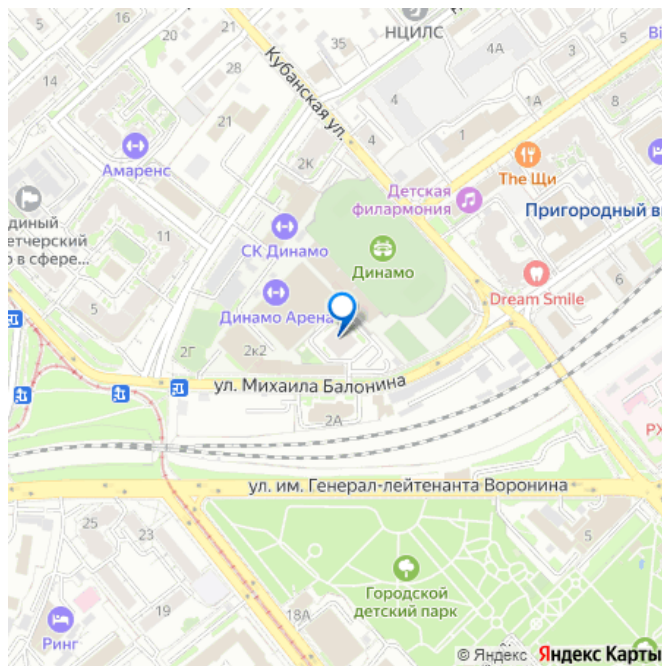 НЦИЛС
35
4А
3
Bi
14
20
28
Кубанская ул.
4
1А
8
21
4
1
Амаренс
2К
The Щи
Детская
филармония
Пригородный в
диный
етчерский
о в сфере...
11
СК Динамо
Динамо
6
Dream Smile
5
Динамо Арена
2Г
2к2
ул. Михаила Балонина
2А
РХ
ул. им. Генерал-лейтенанта Воронина
25
23
5
19
18А
Городской
детский парк
Ринг
© Яндекс Яндекс Карты